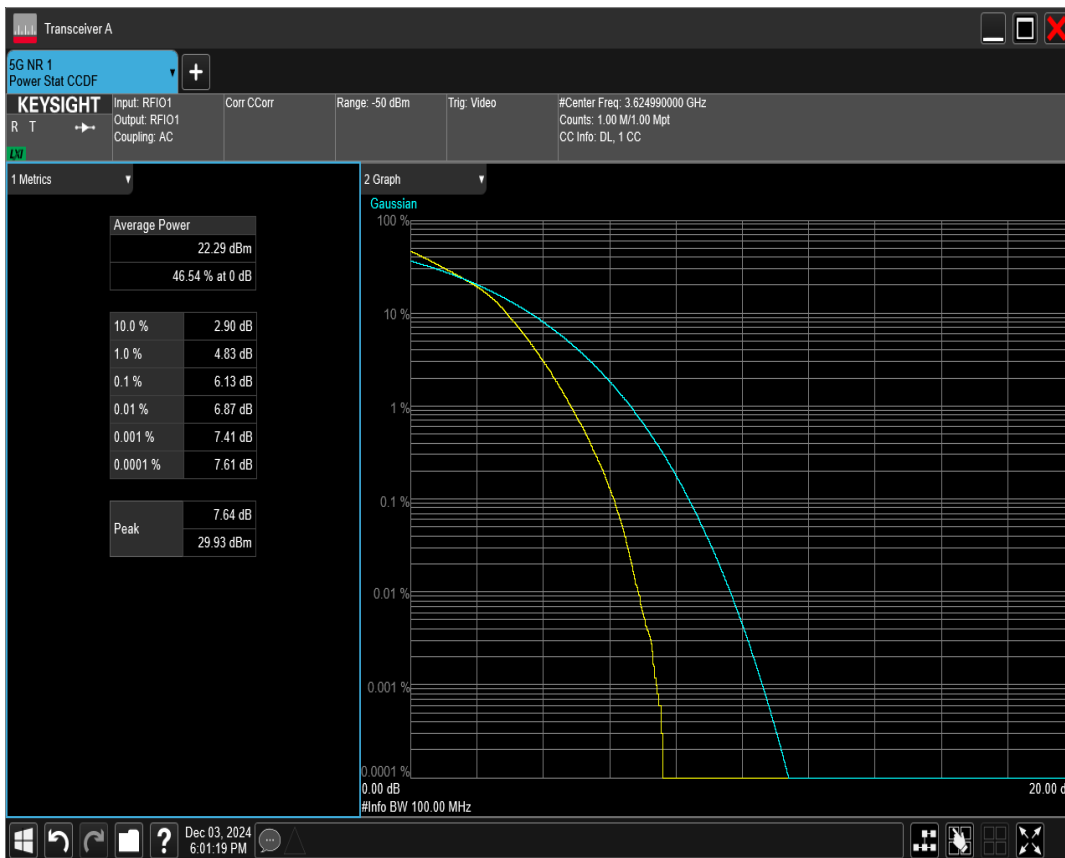 Transceiver A
5G NR 1
Power Stat CCDF
KEYSIGHT
R T
LXI
Input: RFIO1
Output: RFIO1
Coupling: AC
Corr CCorr
Range: -50 dBm
Trig: Video
#Center Freq: 3.624990000 GHz
Counts: 1.00 M/1.00 Mpt
CC Info: DL, 1 CC
1 Metrics
Average Power
22.29 dBm
46.54 % at 0 dB
10.0 % 2.90 dB
1.0 % 4.83 dB
0.1 % 6.13 dB
0.01 % 6.87 dB
0.001 % 7.41 dB
0.0001 % 7.61 dB
Peak
7.64 dB
29.93 dBm
2 Graph
Gaussian
100 %
10 %
1 %
0.1 %
0.01 %
0.001 %
0.0001 %
0.00 dB
20.00 d
#Info BW 100.00 MHz
?
Dec 03, 2024
6:01:19 PM